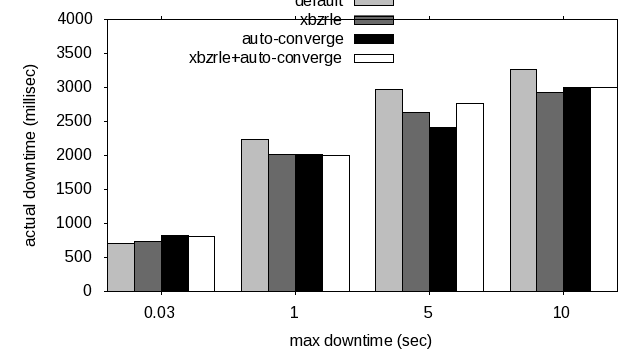 default
xbzrle
auto-converge
xbzrle+auto-converge
4000
3500
3000
2500
2000
1500
1000
500
0
actual downtime (millisec)
0.03 1 5 10
max downtime (sec)